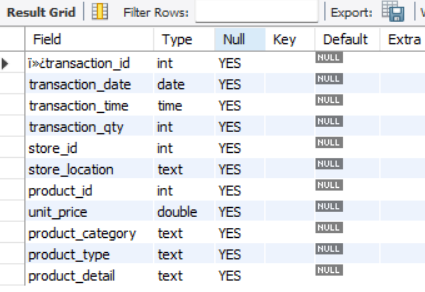 Result Grid Filter Rows: Export:
Field Type Null Key Default Extra
ï»¿transaction_id int YES NULL
transaction_date date YES NULL
transaction_time time YES NULL
transaction_qty int YES NULL
store_id int YES NULL
store_location text YES NULL
product_id int YES NULL
unit_price double YES NULL
product_category text YES NULL
product_type text YES NULL
product_detail text YES NULL